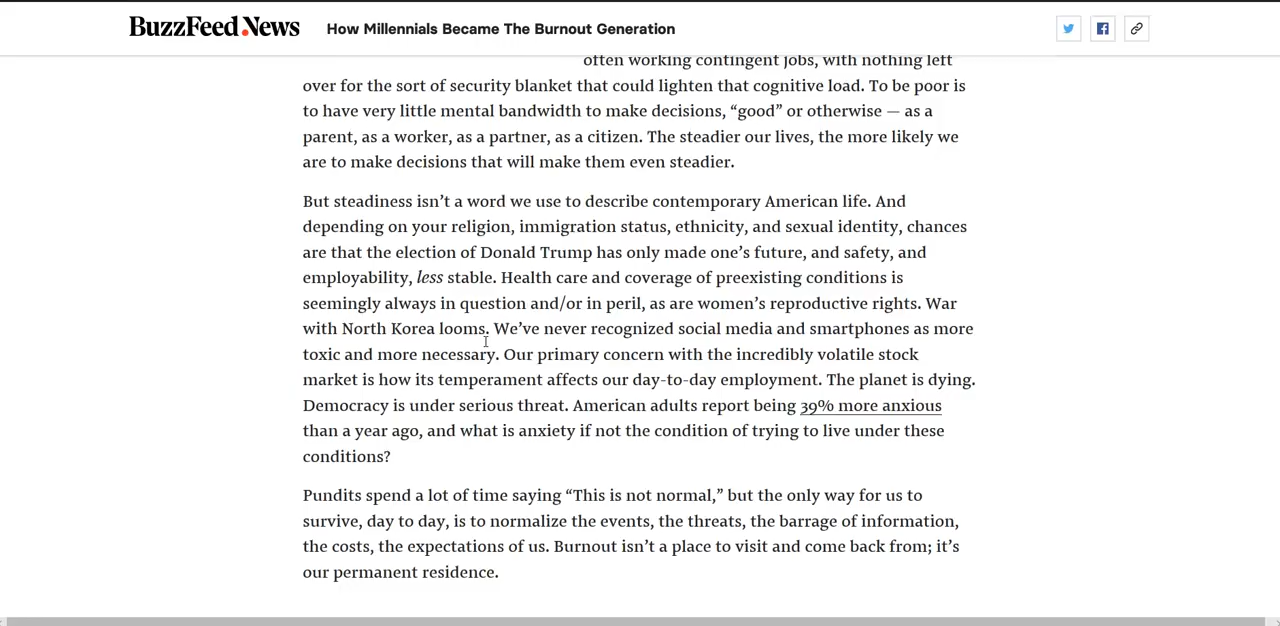 BuzzFeed News
How Millennials Became The Burnout Generation
often working contingent jobs, with nothing left
over for the sort of security blanket that could lighten that cognitive load. To be poor is
to have very little mental bandwidth to make decisions, “good” or otherwise — as a
parent, as a worker, as a partner, as a citizen. The steadier our lives, the more likely we
are to make decisions that will make them even steadier.
But steadiness isn’t a word we use to describe contemporary American life. And
depending on your religion, immigration status, ethnicity, and sexual identity, chances
are that the election of Donald Trump has only made one’s future, and safety, and
employability, less stable. Health care and coverage of preexisting conditions is
seemingly always in question and/or in peril, as are women’s reproductive rights. War
with North Korea looms. We’ve never recognized social media and smartphones as more
toxic and more necessary. Our primary concern with the incredibly volatile stock
market is how its temperament affects our day-to-day employment. The planet is dying.
Democracy is under serious threat. American adults report being 39% more anxious
than a year ago, and what is anxiety if not the condition of trying to live under these
conditions?
Pundits spend a lot of time saying “This is not normal,” but the only way for us to
survive, day to day, is to normalize the events, the threats, the barrage of information,
the costs, the expectations of us. Burnout isn’t a place to visit and come back from; it’s
our permanent residence.